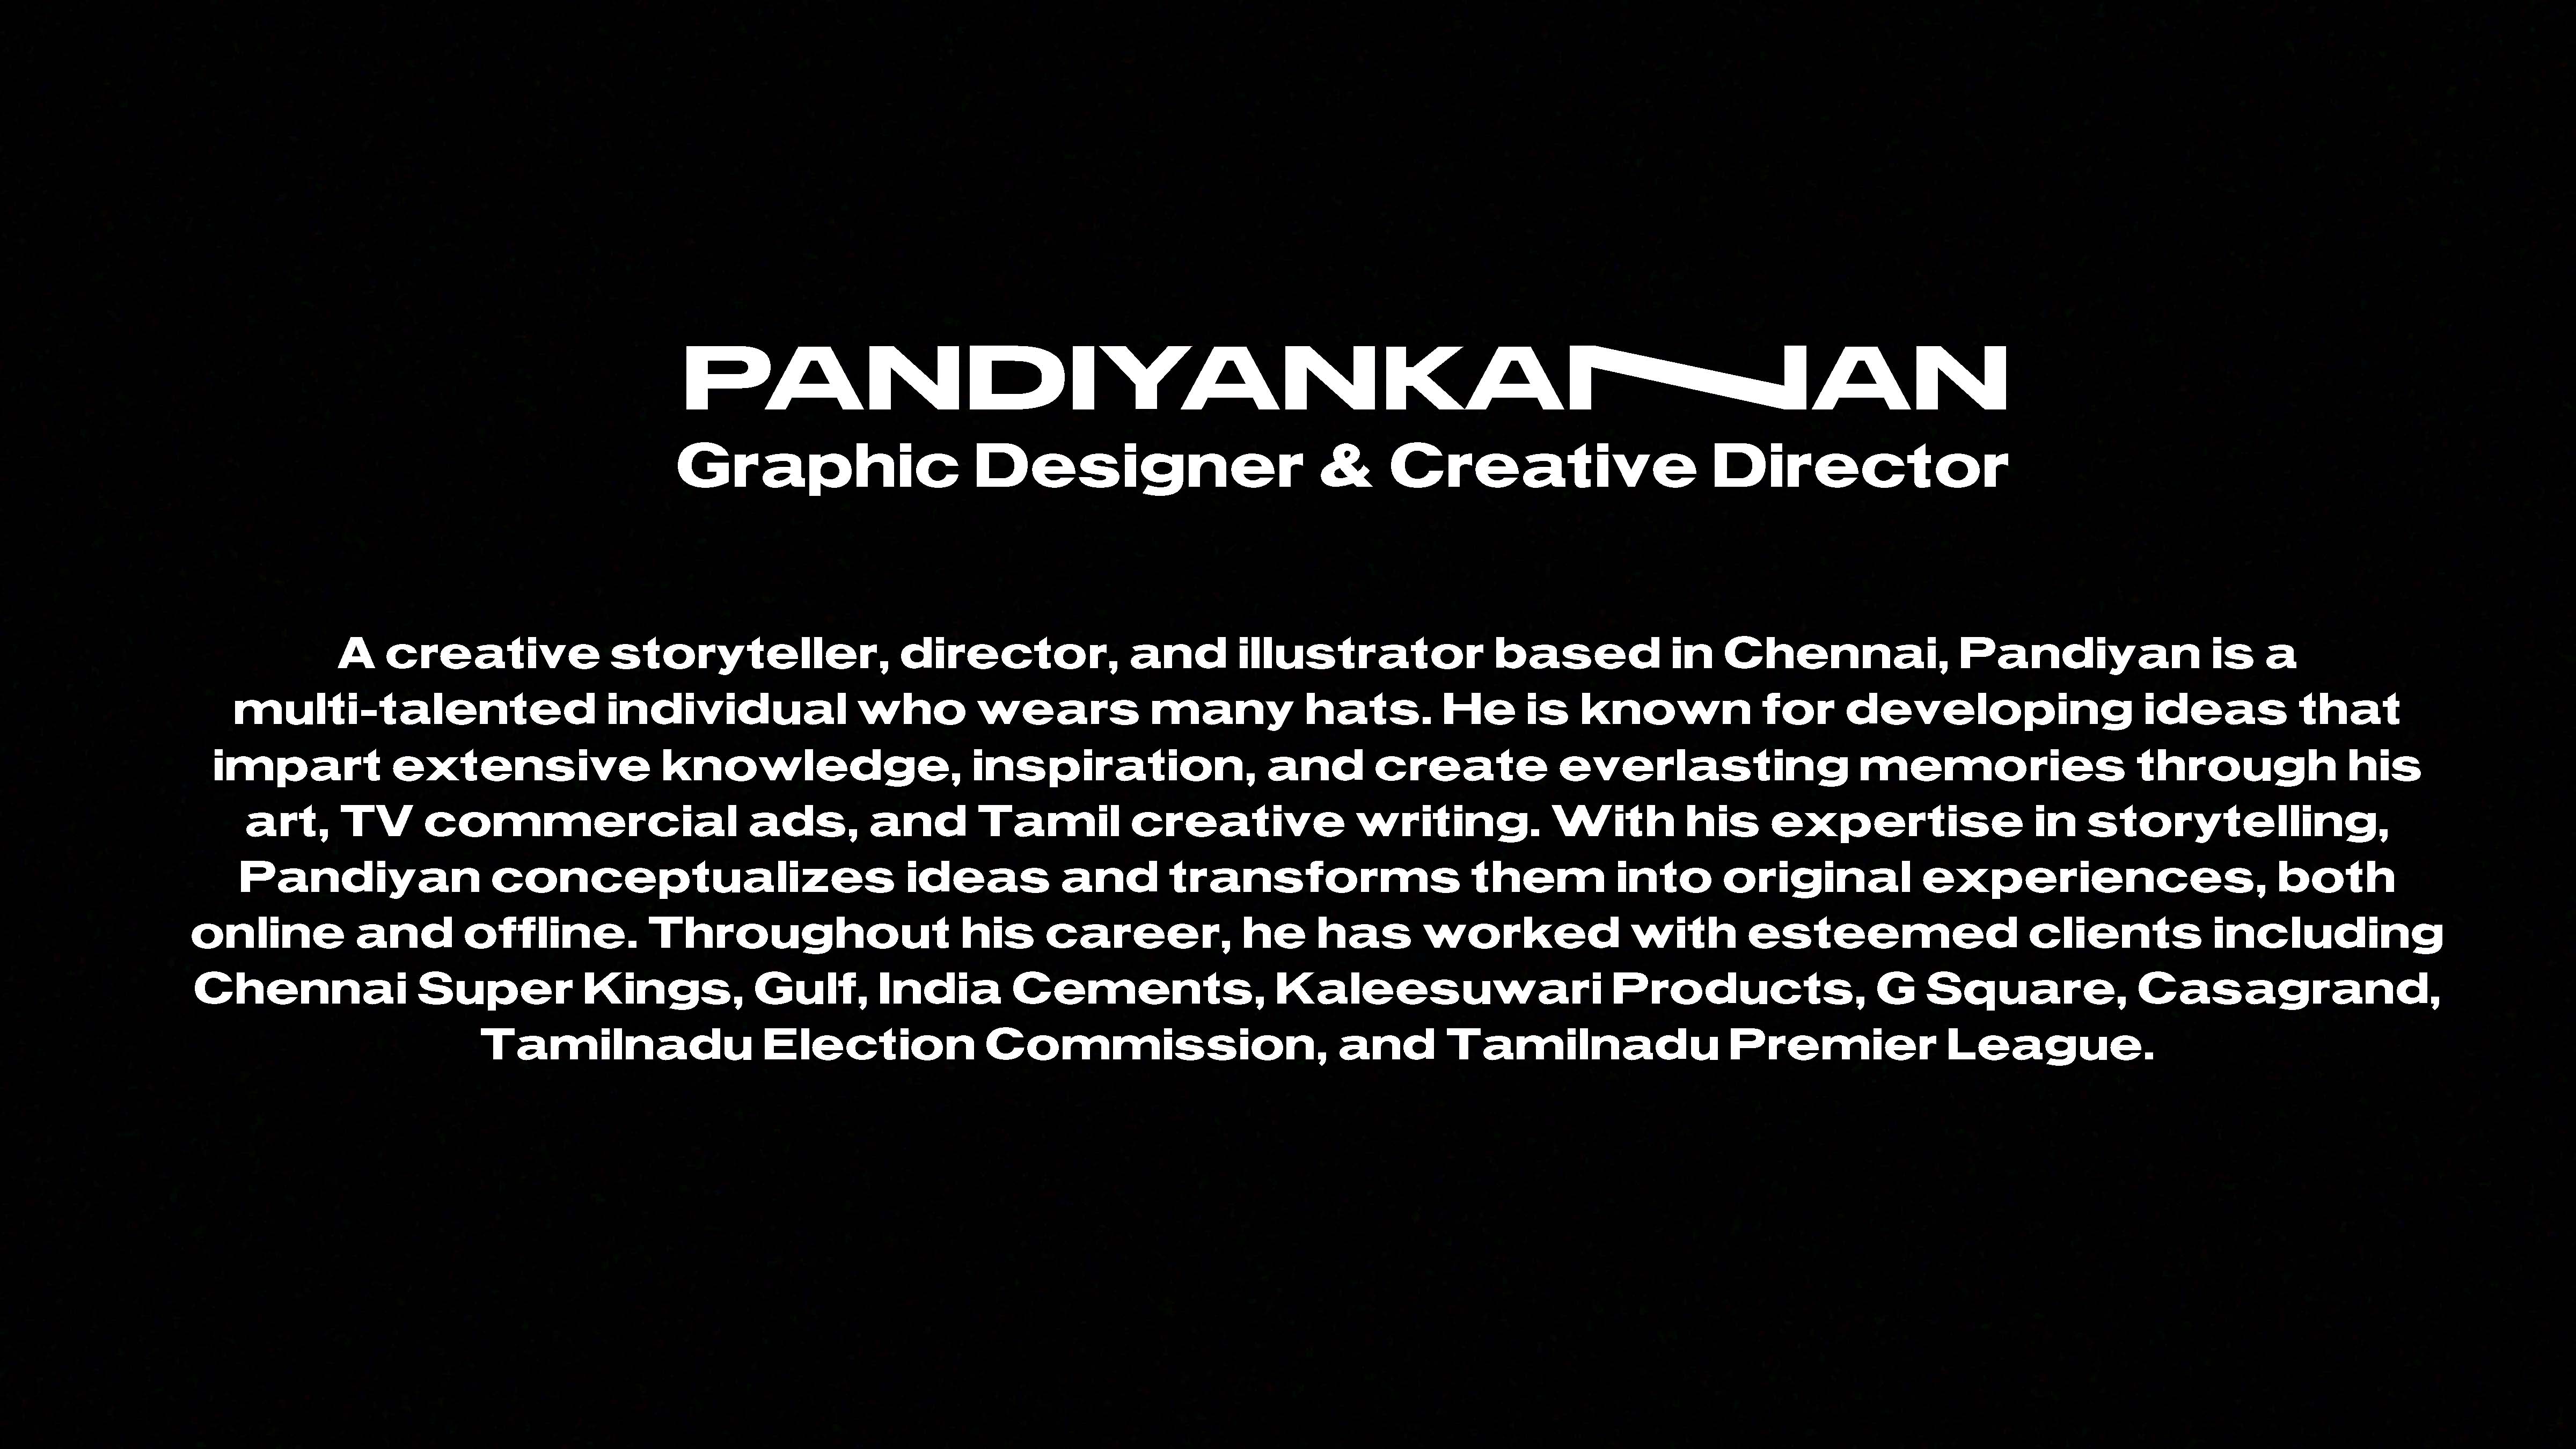 PANDIYANKANAN
Graphic Designer & Creative Director
A creative storyteller, director, and illustrator based in Chennai, Pandiyan is a
multi-talented individual who wears many hats. He is known for developing ideas that
impart extensive knowledge, inspiration, and create everlasting memories through his
art, TV commercial ads, and Tamil creative writing. With his expertise in storytelling,
Pandiyan conceptualizes ideas and transforms them into original experiences, both
online and offline. Throughout his career, he has worked with esteemed clients including
Chennai Super Kings, Gulf, India Cements, Kaleesuwari Products, G Square, Casagrand,
Tamilnadu Election Commission, and Tamilnadu Premier League.